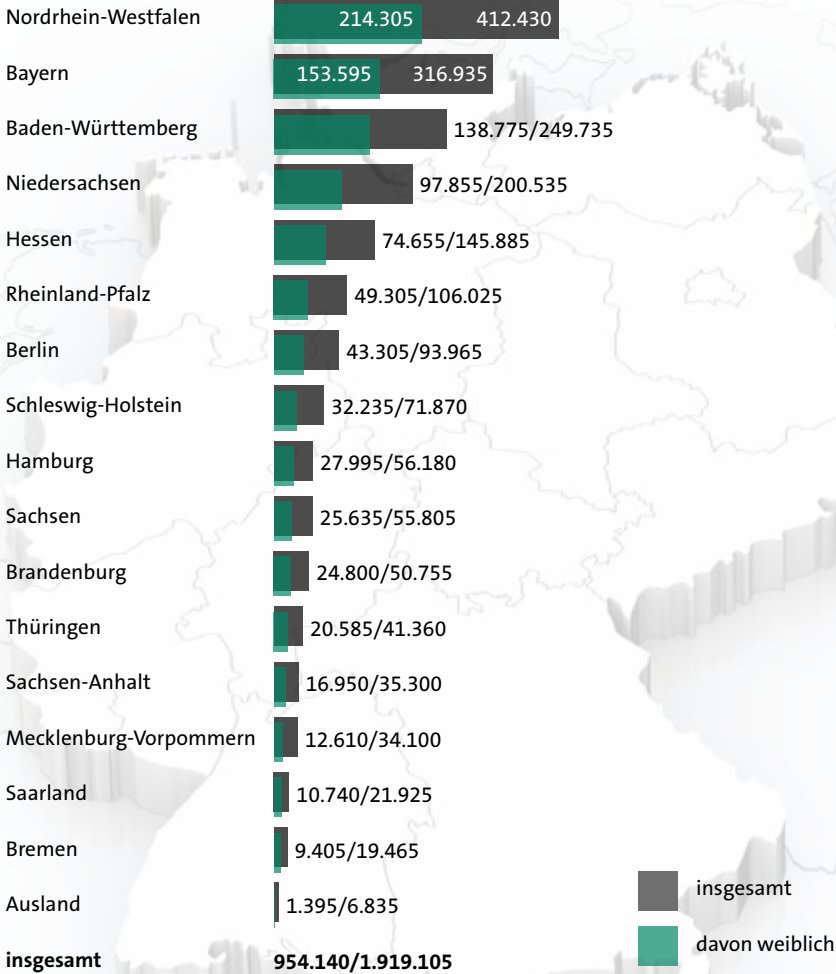 Nordrhein-Westfalen 214.305 412.430
Bayern 153.595 316.935
Baden-Württemberg 138.775/249.735
Niedersachsen 97.855/200.535
Hessen 74.655/145.885
Rheinland-Pfalz 49.305/106.025
Berlin 43.305/93.965
Schleswig-Holstein 32.235/71.870
Hamburg 27.995/56.180
Sachsen 25.635/55.805
Brandenburg 24.800/50.755
Thüringen 20.585/41.360
Sachsen-Anhalt 16.950/35.300
Mecklenburg-Vorpommern 12.610/34.100
Saarland 10.740/21.925
Bremen 9.405/19.465
Ausland 1.395/6.835
insgesamt 954.140/1.919.105
insgesamt
davon weiblich